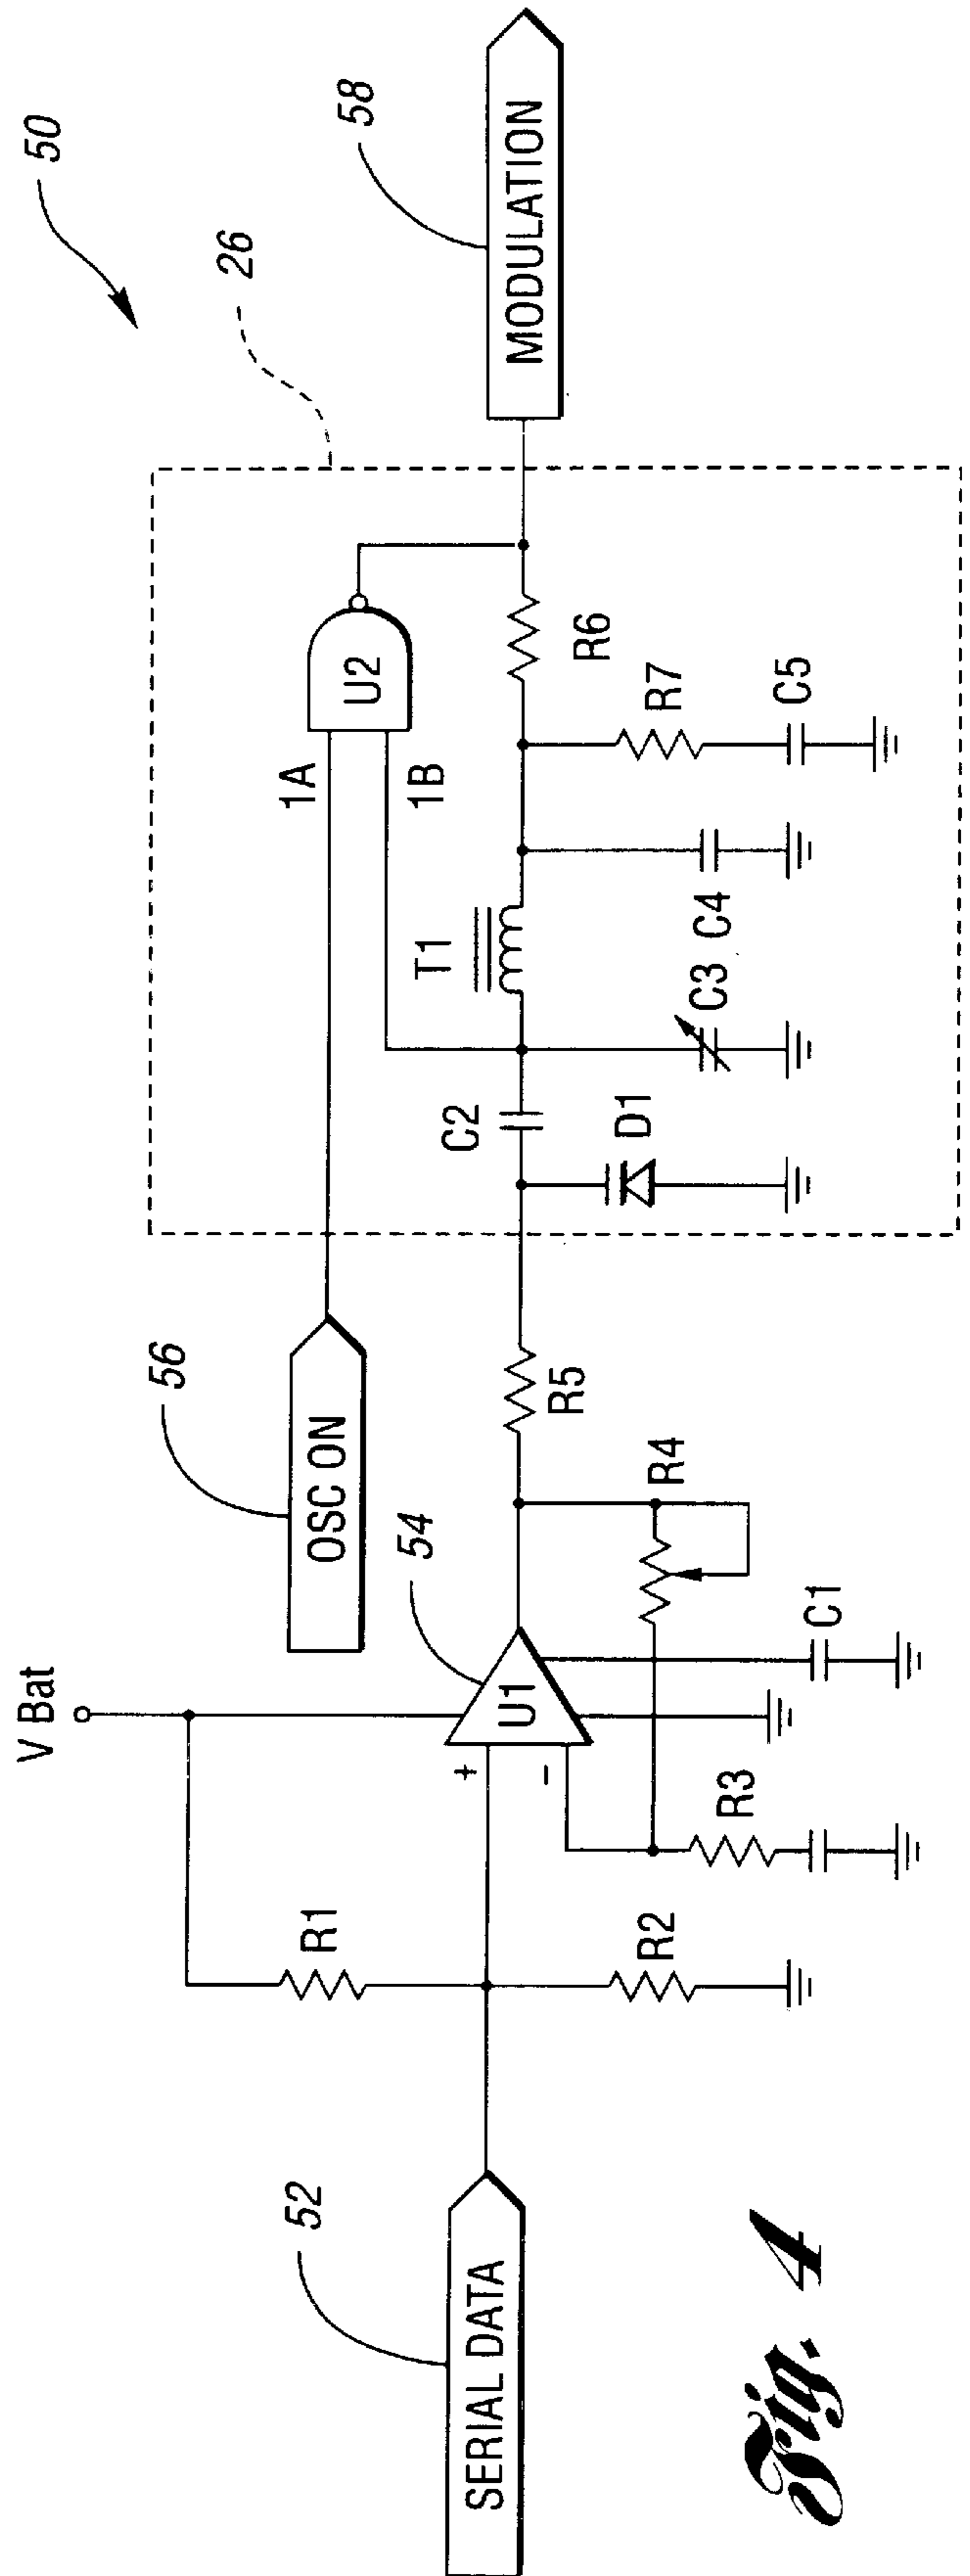 50
26
58
MODULATION
U2
1A
1B
R6
R7
C5
T1
C4
C3
C2
D1
56
OSC ON
R5
54
R4
V Bat
U1
+
-
C1
R3
R1
R2
52
SERIAL DATA
Fig. 4